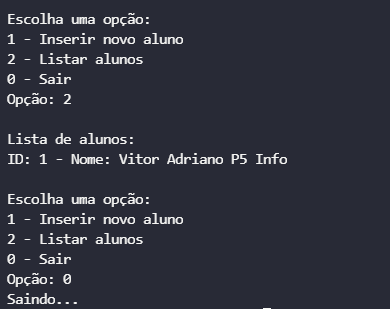 Escolha uma opção:
1 - Inserir novo aluno
2 - Listar alunos
0 - Sair
Opção: 2
Lista de alunos:
ID: 1 - Nome: Vitor Adriano P5 Info
Escolha uma opção:
1 - Inserir novo aluno
2 - Listar alunos
0 - Sair
Opção: 0
Saindo...